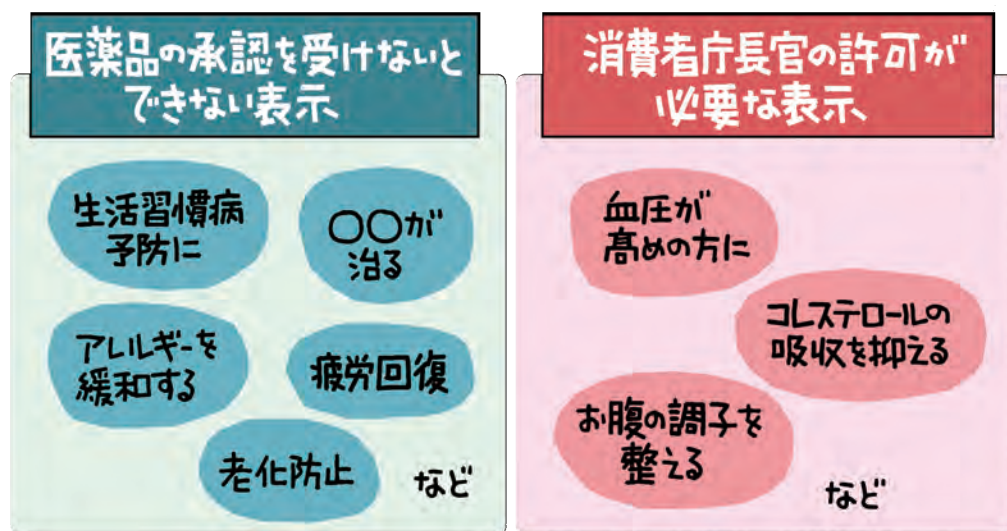 医薬品の承認を受けないと
できない表示
生活習慣病
予防に
〇〇が
治る
アレルギーを
緩和する
疲労回復
老化防止
など
消費者庁長官の許可が
必要な表示
血圧が
高めの方に
コレステロールの
吸収を抑える
お腹の調子を
整える
など